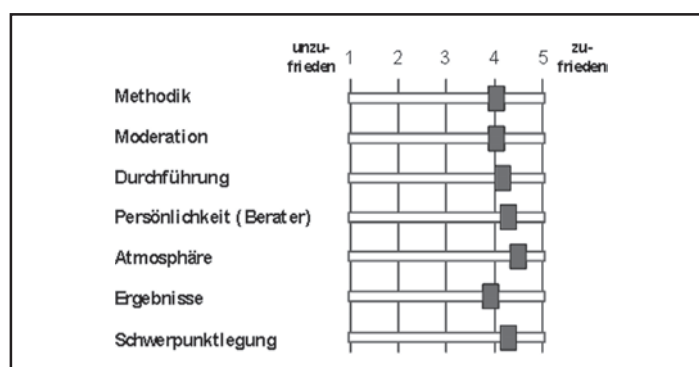 unzu- 1 2 3 4 5 zu-
frieden frieden
Methodik
Moderation
Durchführung
Persönlichkeit (Berater)
Atmosphäre
Ergebnisse
Schwerpunktlegung